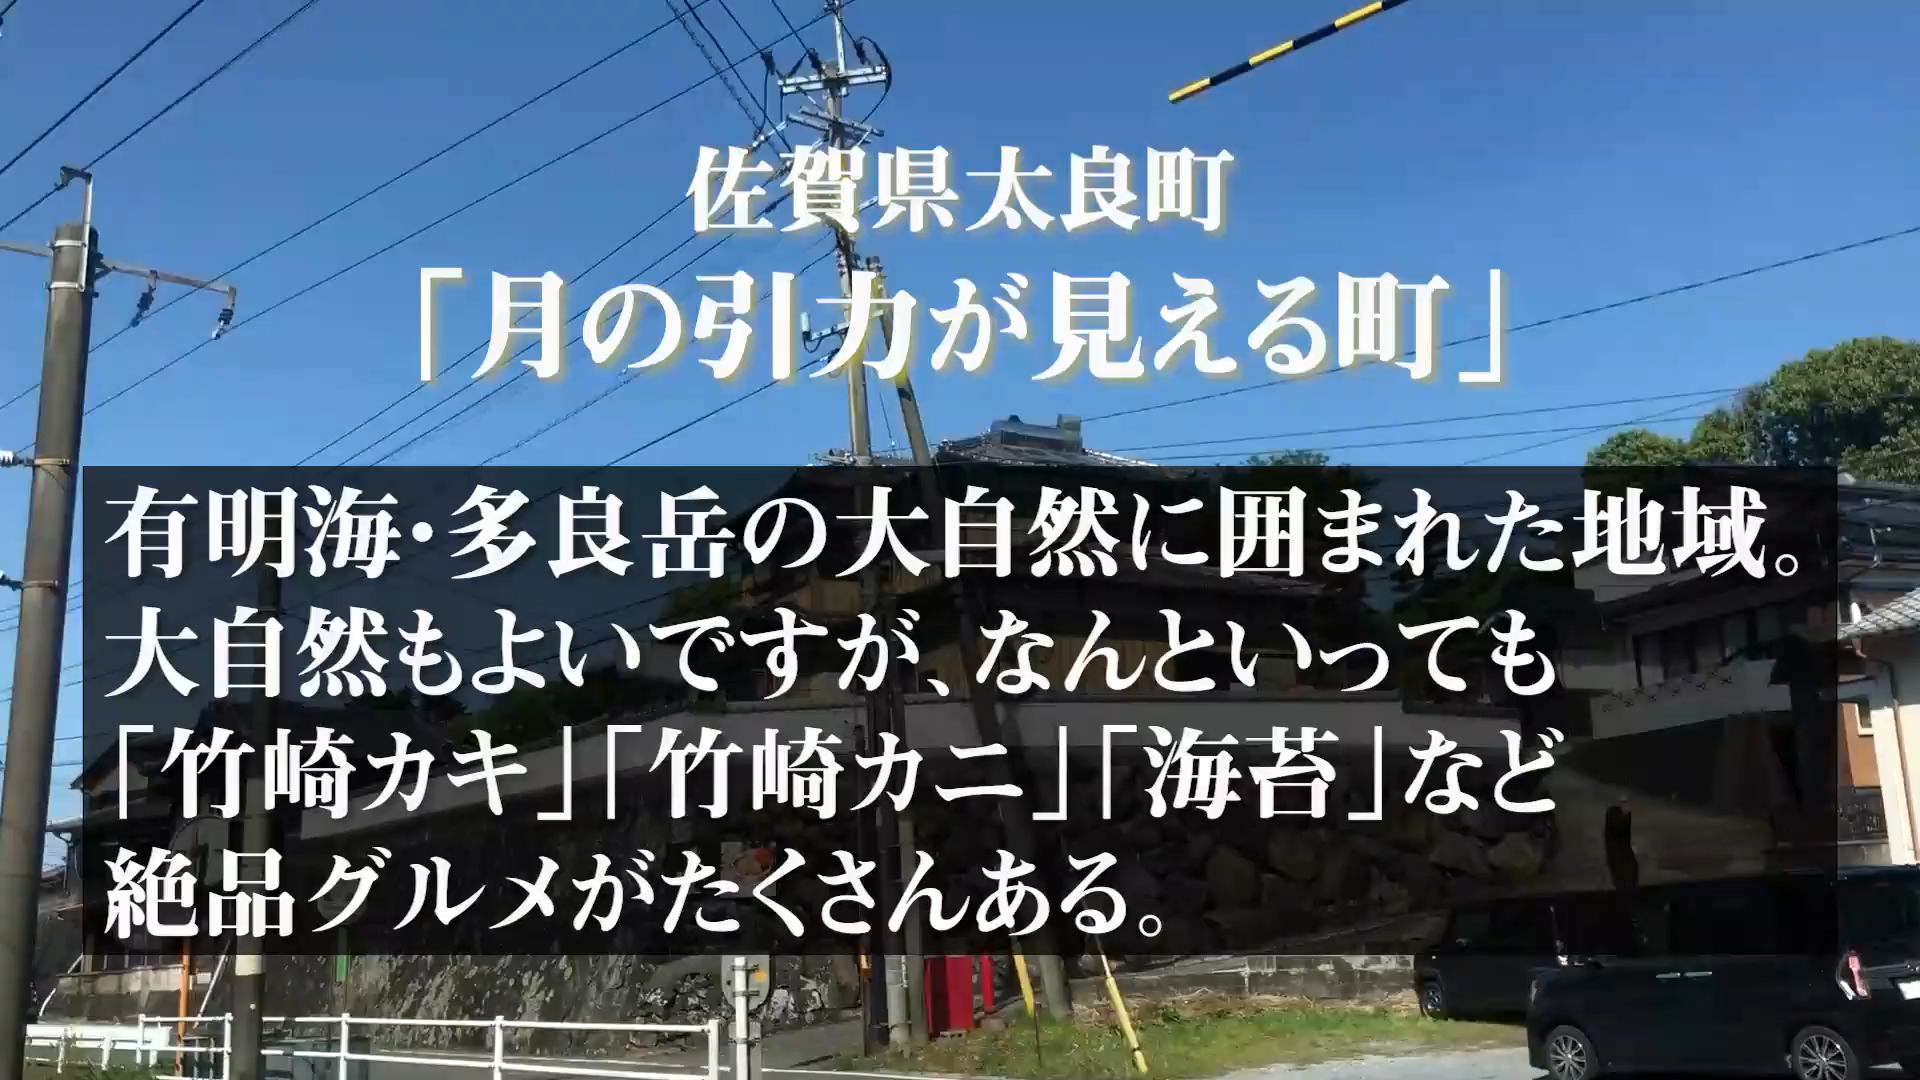 佐賀県太良町
「月の引力が見える町」
有明海・多良岳の大自然に囲まれた地域。
大自然もよいですが、なんといっても
「竹崎カキ」「竹崎カニ」「海苔」など
絶品グルメがたくさんある。